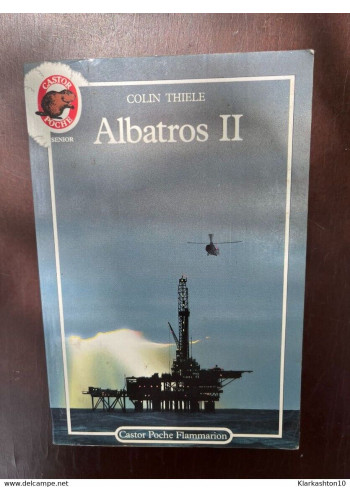 CASTOR
POCHE
SENIOR
COLIN THIELE
Albatros II
Castor Poche Flammarion
www.delcampe.net
Klarkashton10